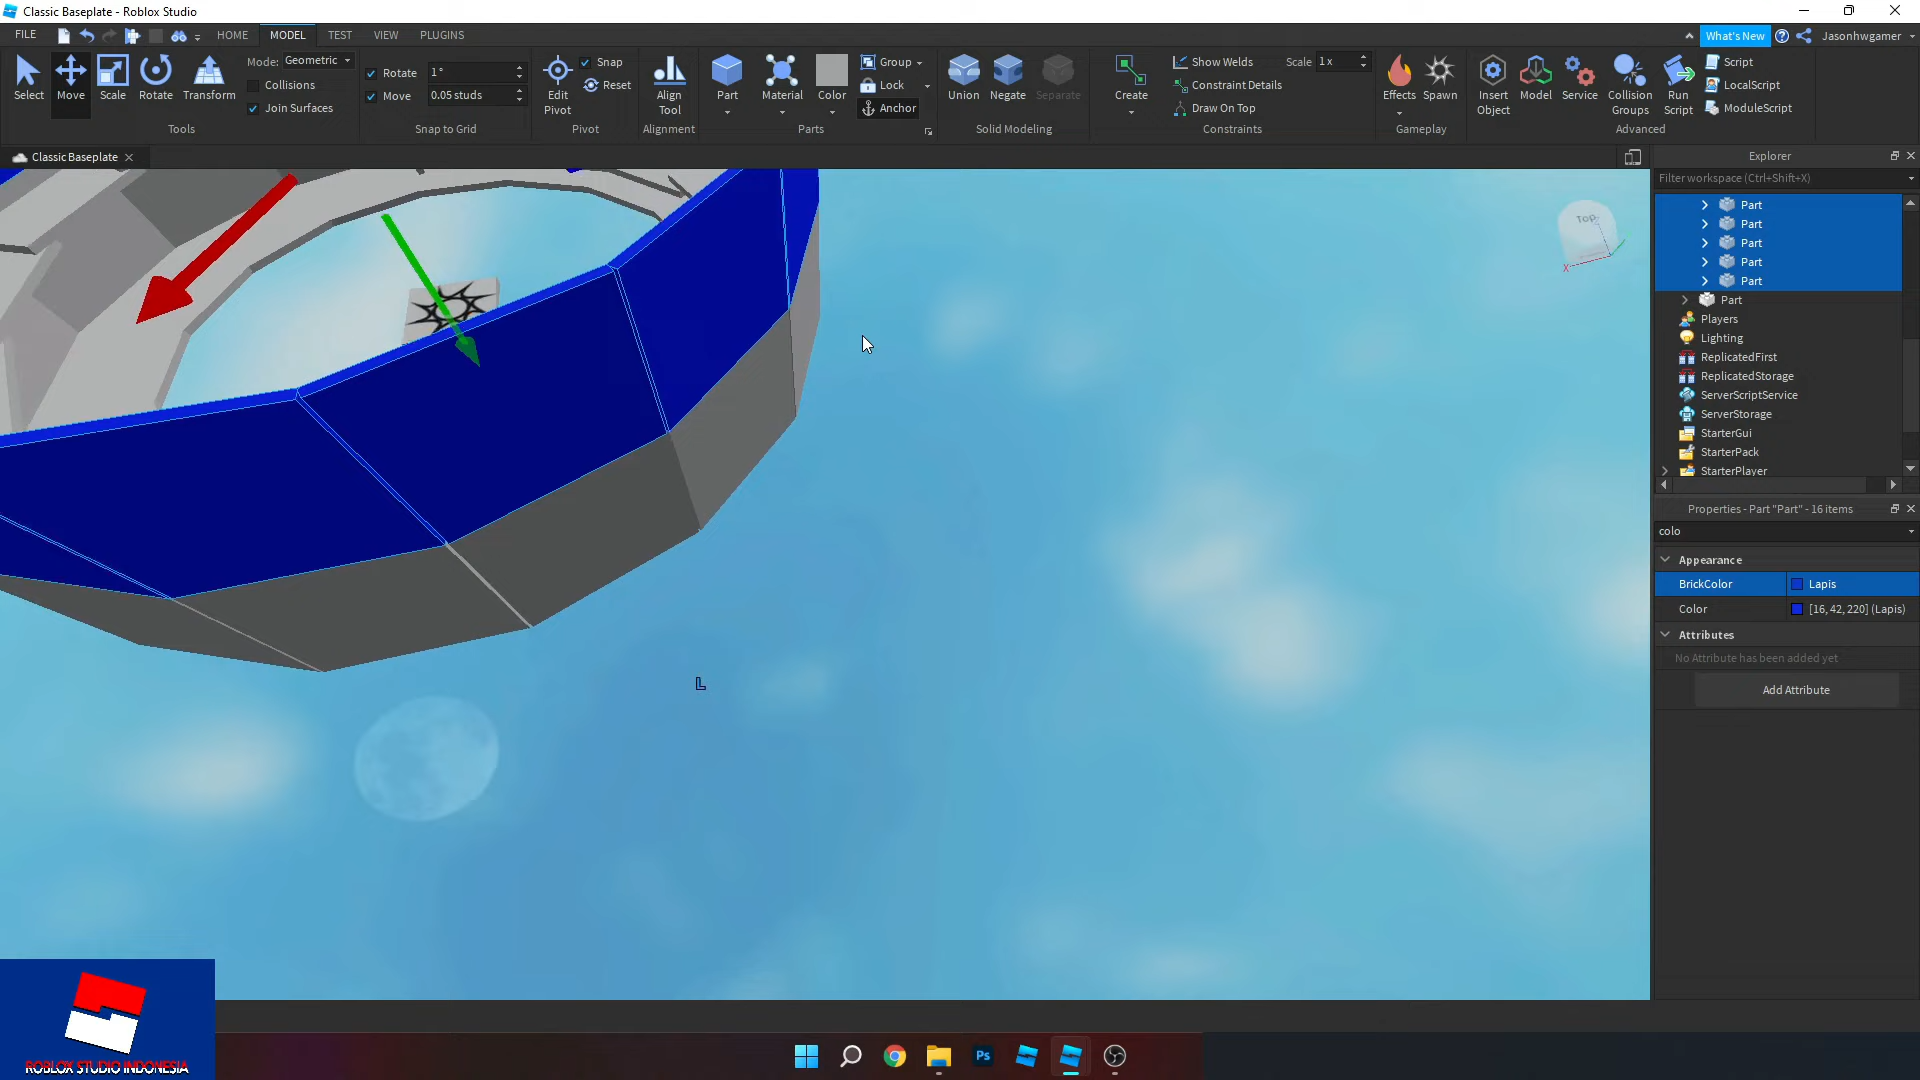 Classic Baseplate - Roblox Studio
FILE
HOME
MODEL
TEST
VIEW
PLUGINS
What's New
Jasonhwgamer
Select
Move
Scale
Rotate
Transform
Mode: Geometric
Collisions
Join Surfaces
Tools
Rotate 1 °
Move 0.05 studs
Snap to Grid
Edit Pivot
Snap
Reset
Pivot
Align Tool
Alignment
Part
Material
Color
Group
Lock
Anchor
Parts
Union
Negate
Separate
Solid Modeling
Create
Show Welds
Scale 1 x
Constraint Details
Draw On Top
Constraints
Effects
Spawn
Gameplay
Insert Object
Model
Service
Collision Groups
Run Script
Script
LocalScript
ModuleScript
Advanced
Classic Baseplate
TOP
X
Explorer
Filter workspace (Ctrl+Shift+X)
Part
Part
Part
Part
Part
Part
Players
Lighting
ReplicatedFirst
ReplicatedStorage
ServerScriptService
ServerStorage
StarterGui
StarterPack
StarterPlayer
Properties - Part "Part" - 16 items
colo
Appearance
BrickColor Lapis
Color [16, 42, 220] (Lapis)
Attributes
No Attribute has been added yet
Add Attribute
L
ROBLOX STUDIO INDONESIA
Ps